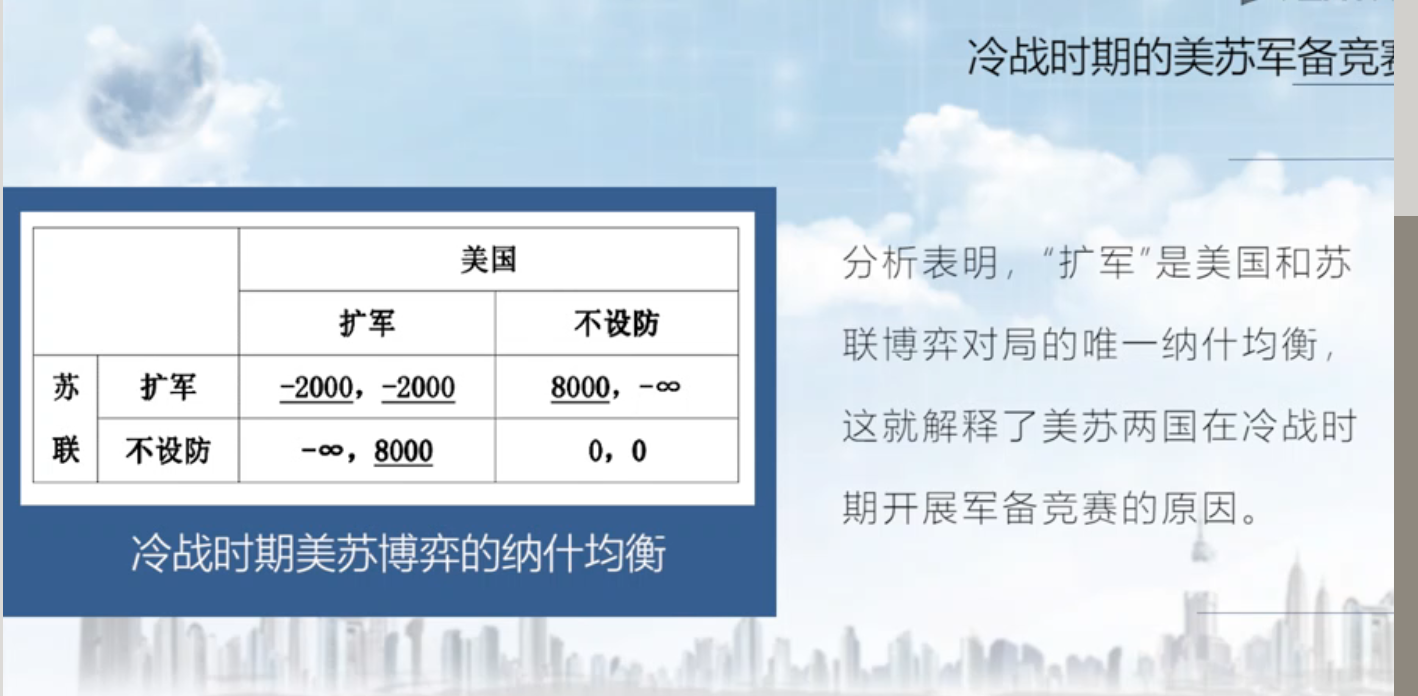 冷战时期的美苏军备竞赛
美国
扩军 不设防
苏 扩军 -2000, -2000 8000, -∞
联 不设防 -∞, 8000 0, 0
冷战时期美苏博弈的纳什均衡
分析表明，“扩军”是美国和苏
联博弈对局的唯一纳什均衡，
这就解释了美苏两国在冷战时
期开展军备竞赛的原因。